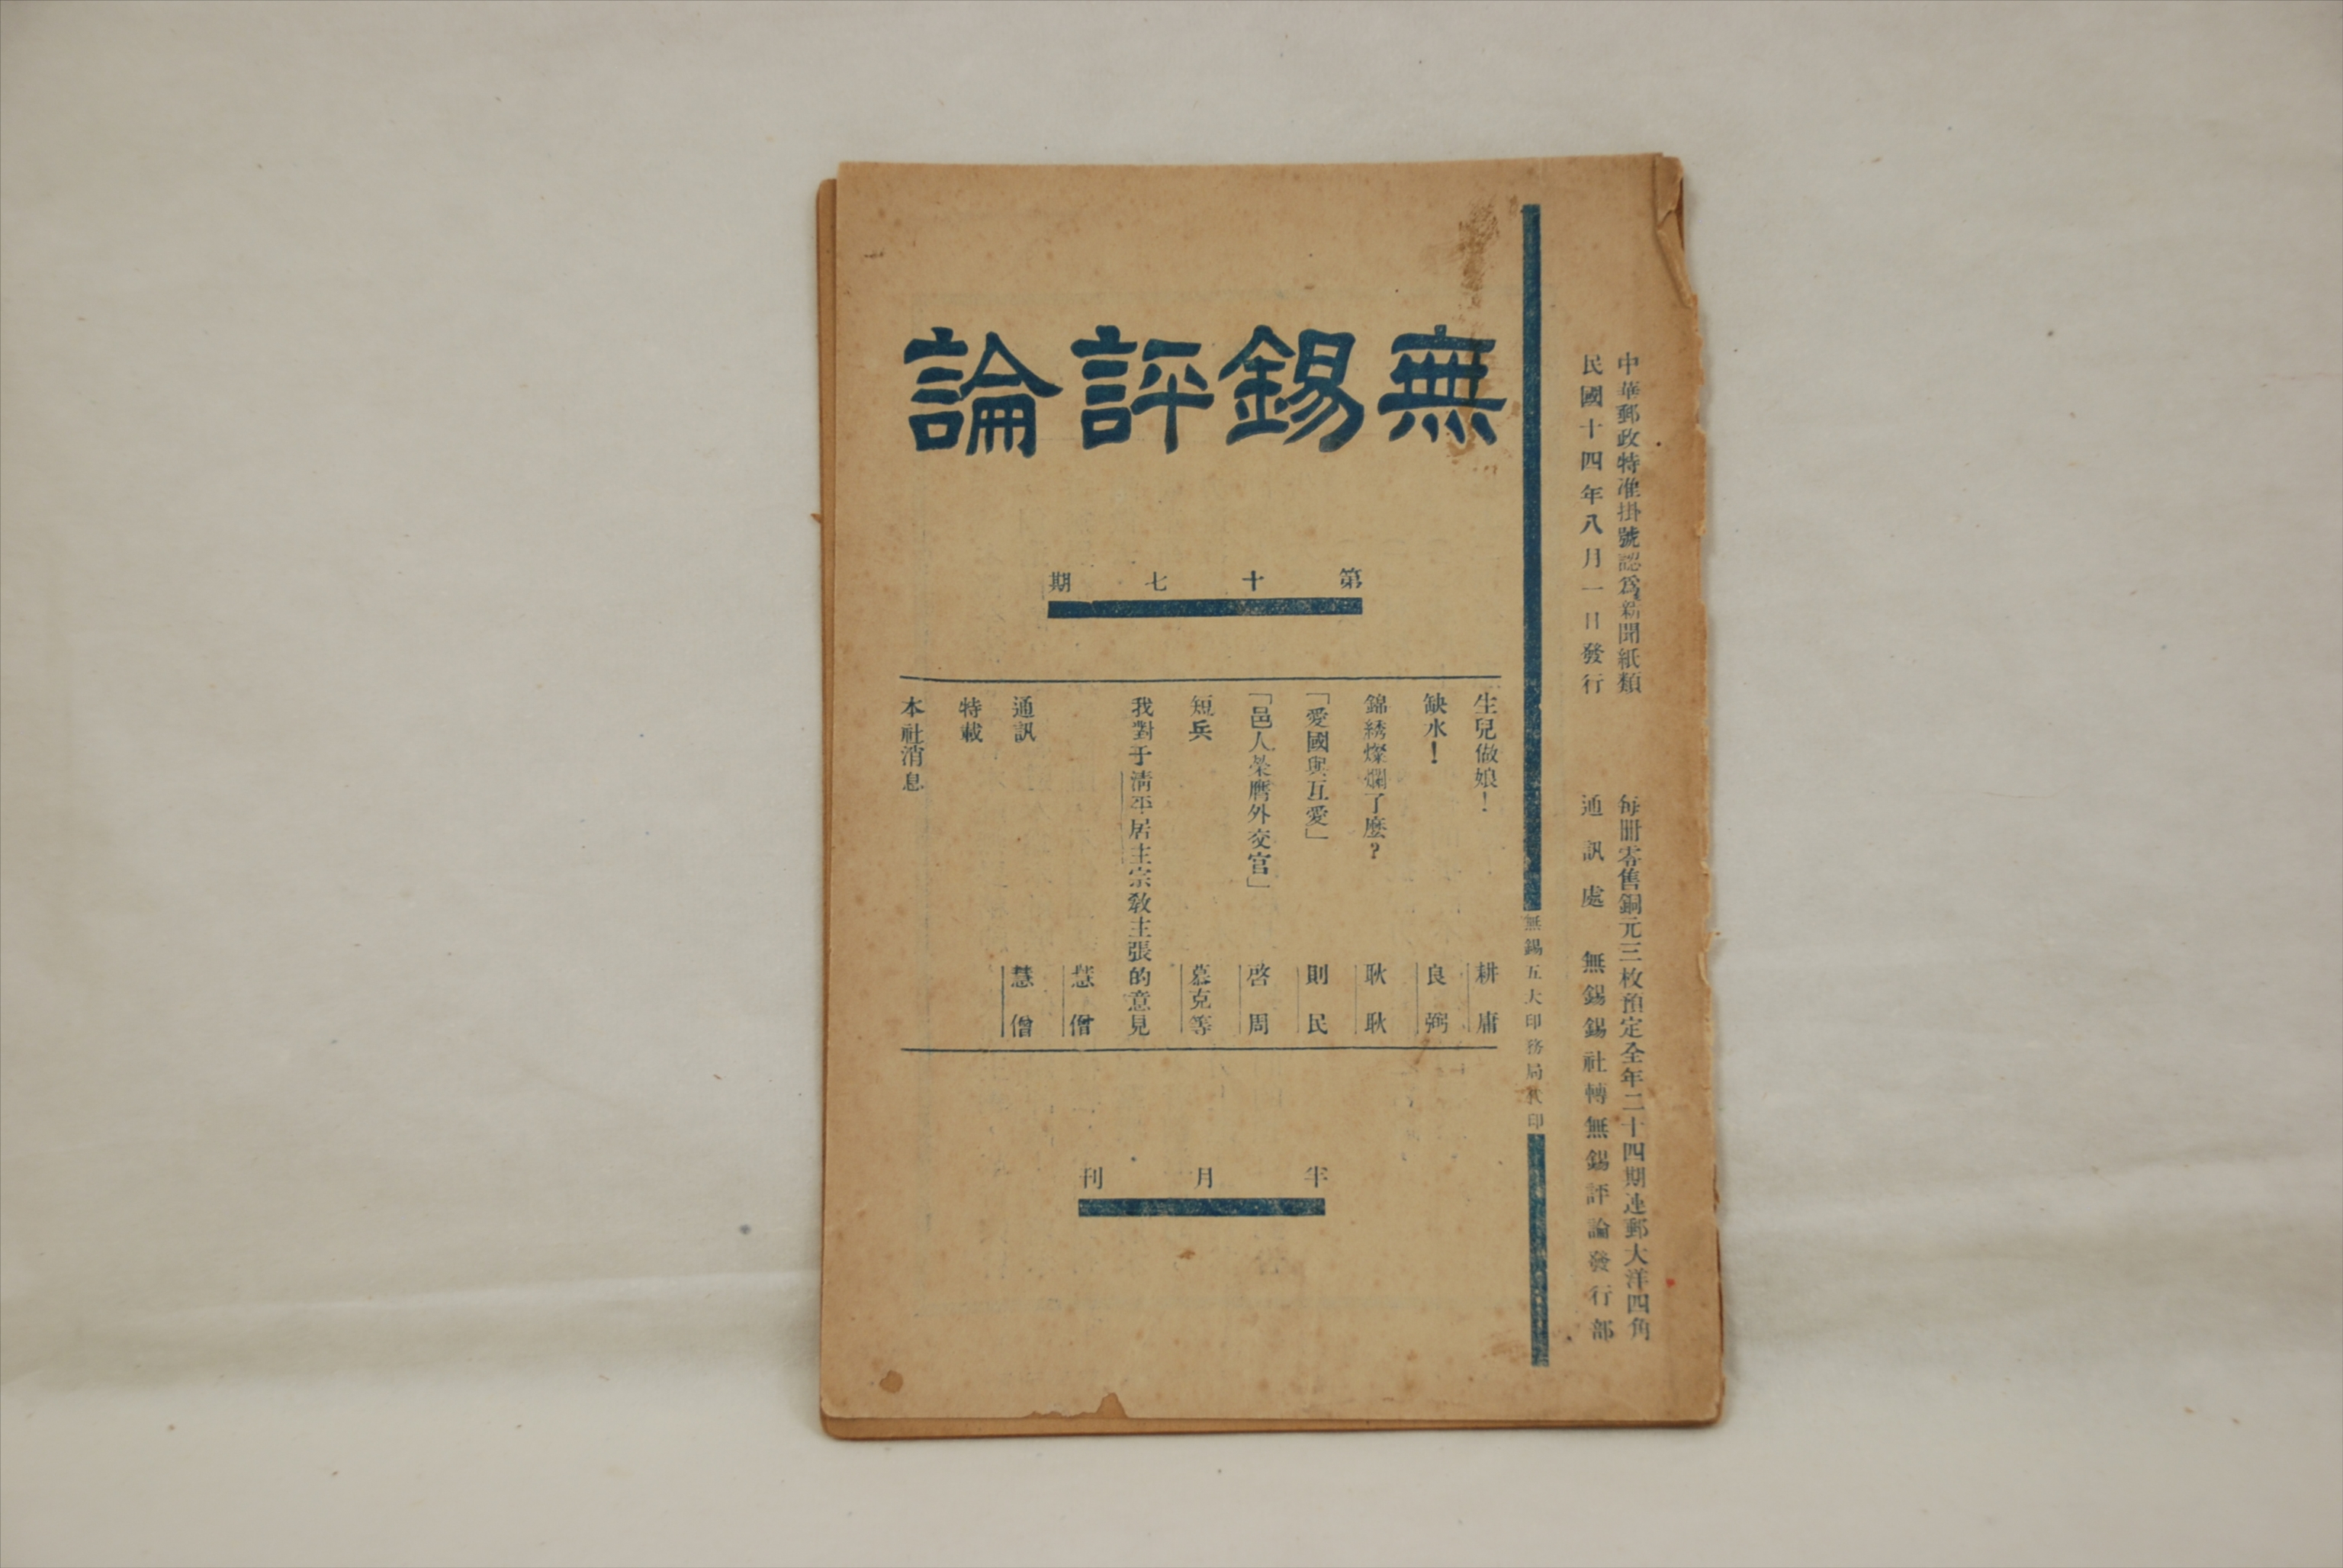 中華郵政特准掛號認爲新聞紙類
民國十四年八月一日發行
每冊零售銅元三枚預定全年二十四期連郵大洋四角
通訊處 無錫錫社轉無錫評論發行部
無錫五大印務局代印
無錫評論
第十七期
生兒做娘! 耕庸
缺水! 良弼
錦綉燦爛了麼? 耿耿
「愛國與互愛」 則民
「邑人榮膺外交官」 啓周
短兵 慕克等
我對于清平居主宗教主張的意見
慧僧
通訊 慧僧
特載
本社消息
半月刊